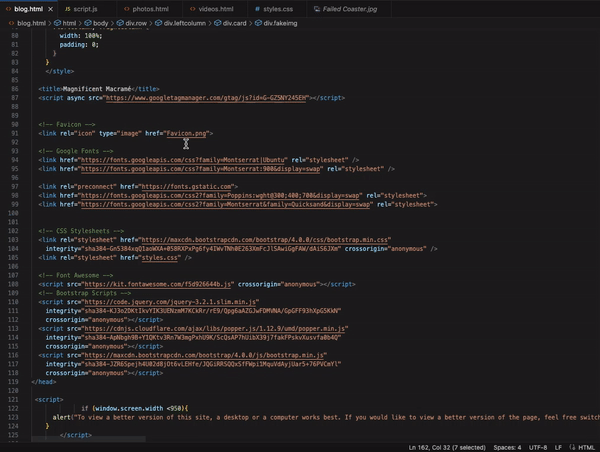 blog.html × JS script.js photos.html videos.html # styles.css Failed Coaster.jpg
blog.html > html > body > div.row > div.leftcolumn > div.card > div.fakeimg
80 width: 100%;
81 padding: 0;
82 }
83 }
84 </style>
85
86 <title>Magnificent Macramé</title>
87 <script async src="https://www.googletagmanager.com/gtag/js?id=G-GZ5NY245EH"></script>
88
89
90 <!-- Favicon -->
91 <link rel="icon" type="image" href="Favicon.png">
92
93 <!-- Google Fonts -->
94 <link href="https://fonts.googleapis.com/css?family=Montserrat|Ubuntu" rel="stylesheet" />
95 <link href="https://fonts.googleapis.com/css?family=Montserrat:900&display=swap" rel="stylesheet" />
96
97 <link rel="preconnect" href="https://fonts.gstatic.com">
98 <link href="https://fonts.googleapis.com/css2?family=Poppins:wght@300;400;700&display=swap" rel="stylesheet">
99 <link href="https://fonts.googleapis.com/css2?family=Montserrat&family=Quicksand&display=swap" rel="stylesheet">
100
101
102 <!-- CSS Stylesheets -->
103 <link rel="stylesheet" href="https://maxcdn.bootstrapcdn.com/bootstrap/4.0.0/css/bootstrap.min.css"
104 integrity="sha384-Gn5384xqQ1aoWXA+058RXPxPg6fy4IWvTNh0E263XmFcJlSAwiGgFAW/dAiS6JXm" crossorigin="anonymous" />
105 <link rel="stylesheet" href="styles.css" />
106
107 <!-- Font Awesome -->
108 <script src="https://kit.fontawesome.com/f5d926644b.js" crossorigin="anonymous"></script>
109 <!-- Bootstrap Scripts -->
110 <script src="https://code.jquery.com/jquery-3.2.1.slim.min.js"
111 integrity="sha384-KJ3o2DKtIkvYIK3UENzmM7KCkRr/rE9/Qpg6aAZGJwFDMVNA/GpGFF93hXpG5KkN"
112 crossorigin="anonymous"></script>
113 <script src="https://cdnjs.cloudflare.com/ajax/libs/popper.js/1.12.9/umd/popper.min.js"
114 integrity="sha384-ApNbgh9B+Y1QKtv3Rn7W3mgPxhU9K/ScQsAP7hUibX39j7fakFPskvXusvfa0b4Q"
115 crossorigin="anonymous"></script>
116 <script src="https://maxcdn.bootstrapcdn.com/bootstrap/4.0.0/js/bootstrap.min.js"
117 integrity="sha384-JZR6Spejh4U02d8jOt6vLEHfe/JQGiRRSQQxSfFWpi1MquVdAyjUar5+76PVCmYl"
118 crossorigin="anonymous"></script>
119 </head>
120
121 <script>
122 if (window.screen.width <950){
123 alert("To view a better version of this site, a desktop or a computer works best. If you would like to view a better version of the page, feel free switch
124 }
125 </script>
Ln 162, Col 32 (7 selected) Spaces: 4 UTF-8 LF HTML